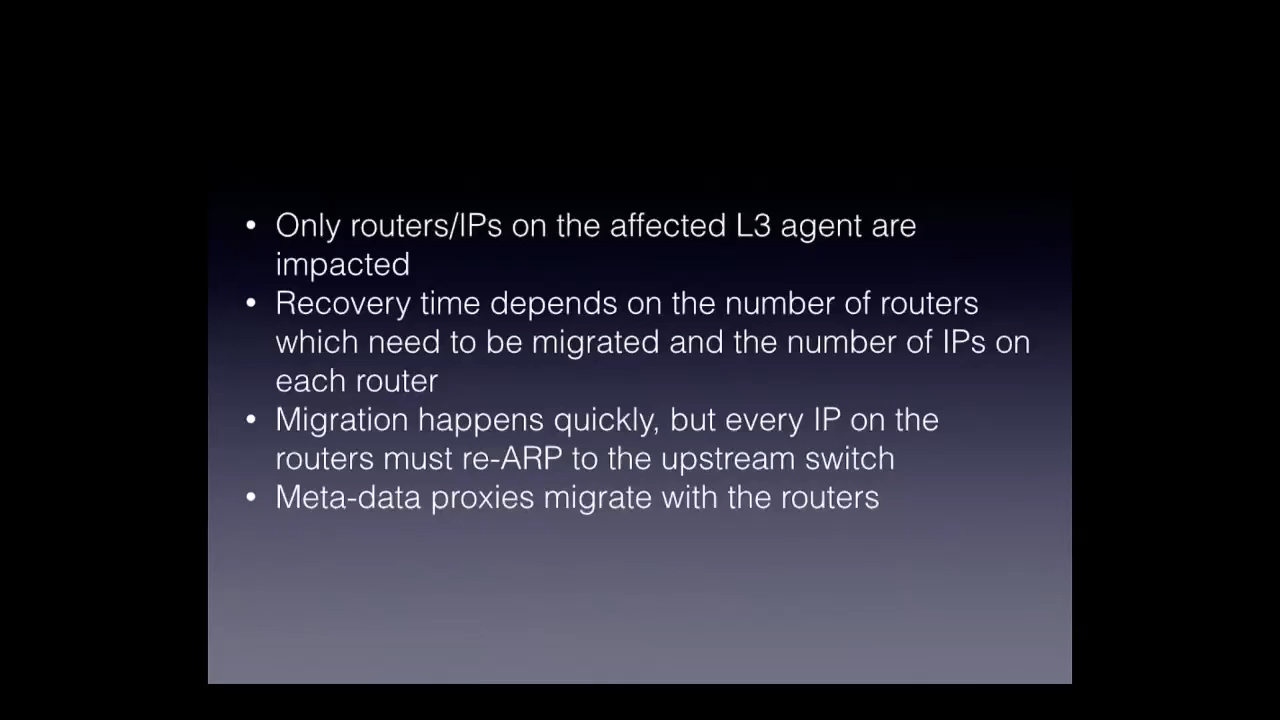 • Only routers/IPs on the affected L3 agent are
impacted
• Recovery time depends on the number of routers
which need to be migrated and the number of IPs on
each router
• Migration happens quickly, but every IP on the
routers must re-ARP to the upstream switch
• Meta-data proxies migrate with the routers